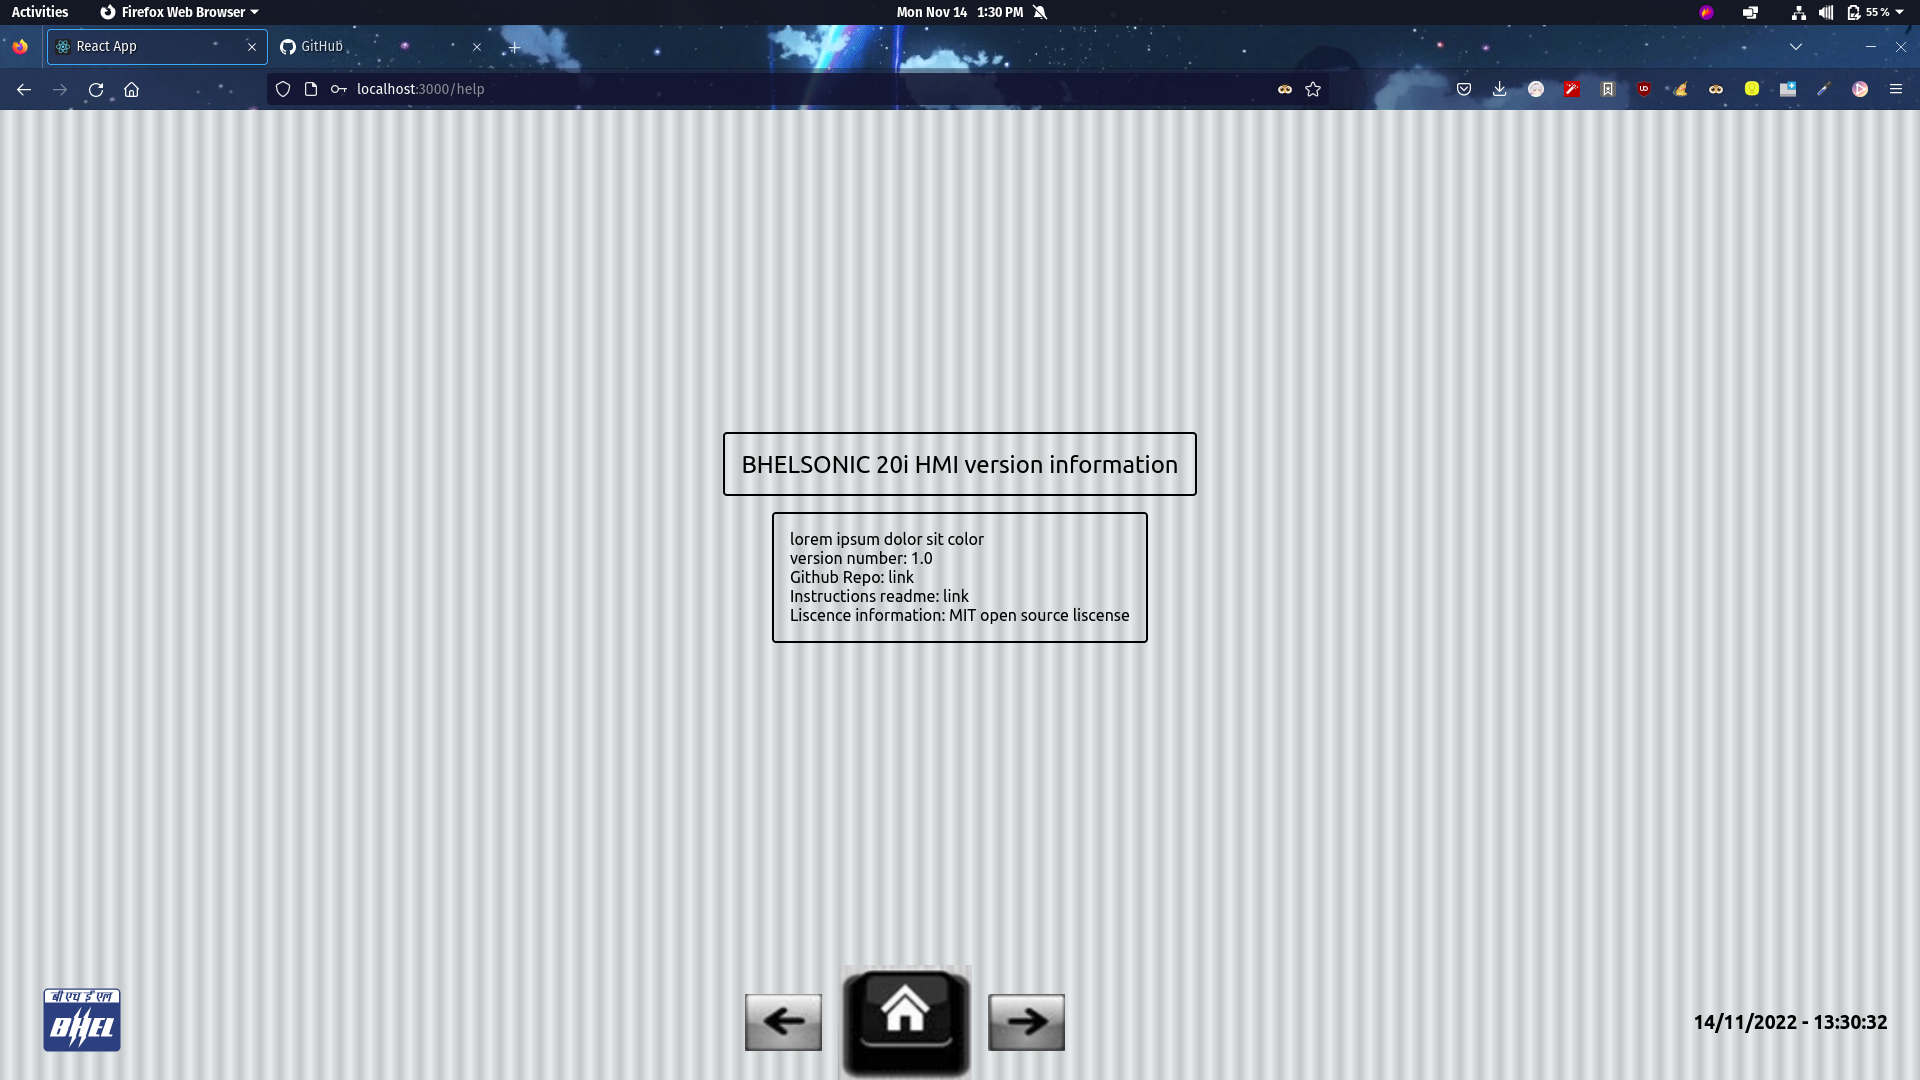 Activities
Firefox Web Browser
Mon Nov 14 1:30 PM
55 %
React App
GitHub
localhost:3000/help
BHELSONIC 20i HMI version information
lorem ipsum dolor sit color
version number: 1.0
Github Repo: link
Instructions readme: link
Liscence information: MIT open source liscense
बी एच ई एल
BHEL
14/11/2022 - 13:30:32